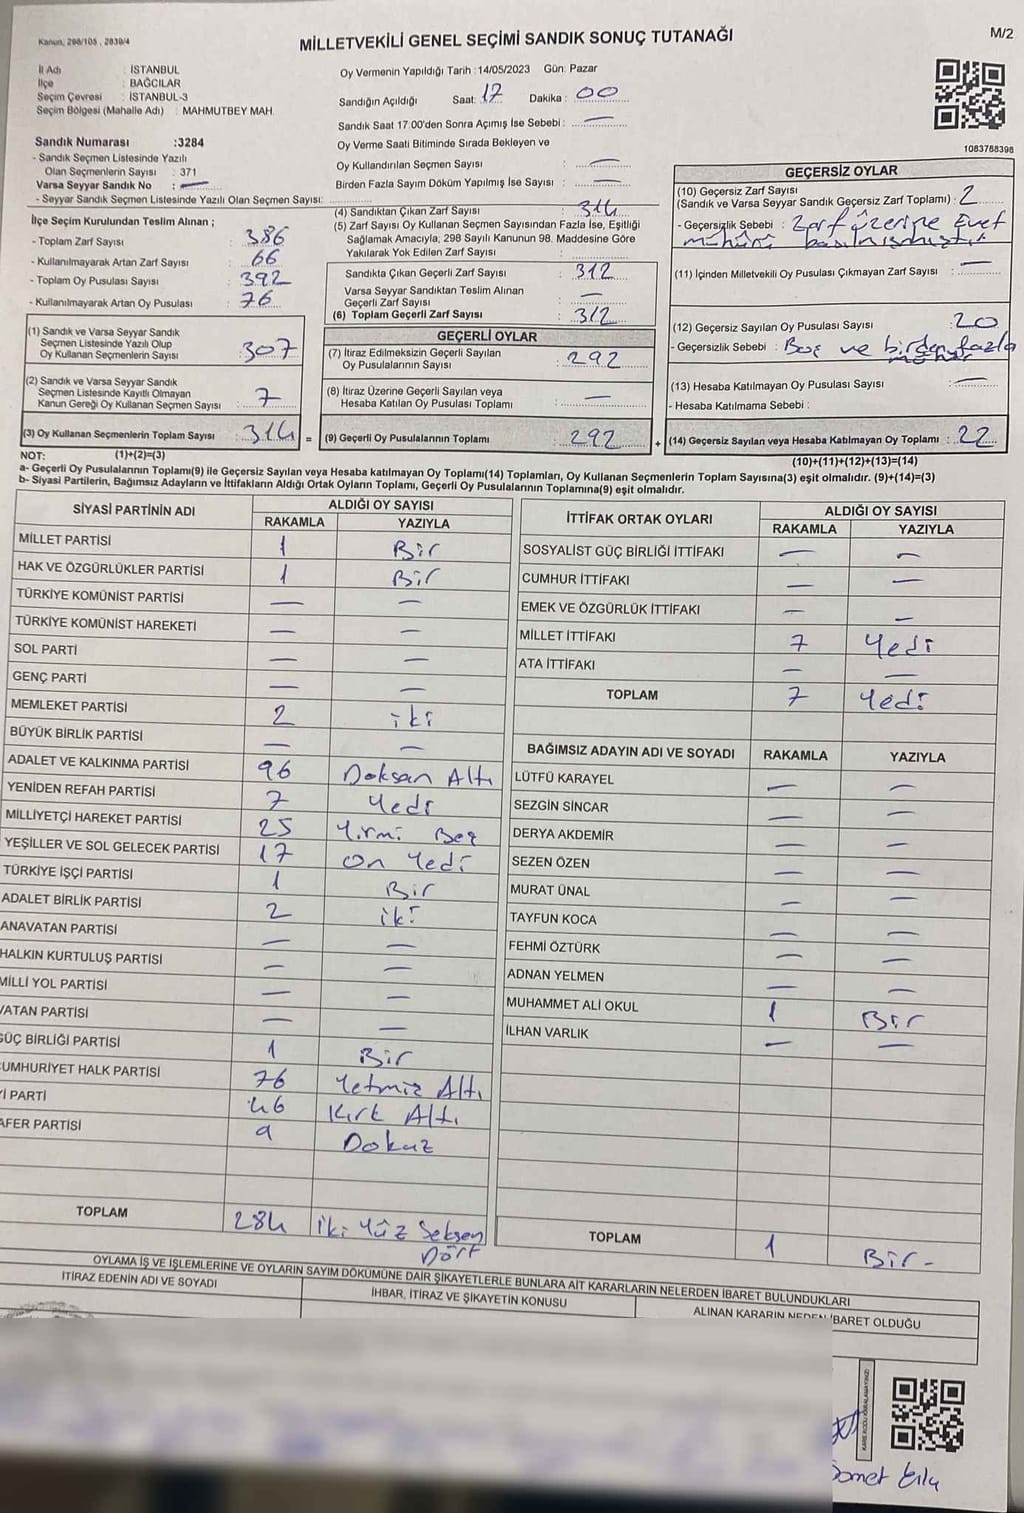 Kanun, 298/105 , 2839/4
MİLLETVEKİLİ GENEL SEÇİMİ SANDIK SONUÇ TUTANAĞI
M/2
İl Adı : İSTANBUL
İlçe : BAĞCILAR
Seçim Çevresi : İSTANBUL-3
Seçim Bölgesi (Mahalle Adı) : MAHMUTBEY MAH
Sandık Numarası :3284
- Sandık Seçmen Listesinde Yazılı
Olan Seçmenlerin Sayısı : 371
Varsa Seyyar Sandık No : —
- Seyyar Sandık Seçmen Listesinde Yazılı Olan Seçmen Sayısı:
Oy Vermenin Yapıldığı Tarih :14/05/2023 Gün: Pazar
Sandığın Açıldığı Saat: 17 Dakika : 00
Sandık Saat 17:00'den Sonra Açımış İse Sebebi : —
Oy Verme Saati Bitiminde Sırada Bekleyen ve
Oy Kullandırılan Seçmen Sayısı : —
Birden Fazla Sayım Döküm Yapılmış İse Sayısı : —
1083768398
İlçe Seçim Kurulundan Teslim Alınan ;
- Toplam Zarf Sayısı : 386
- Kullanılmayarak Artan Zarf Sayısı : 66
- Toplam Oy Pusulası Sayısı : 392
- Kullanılmayarak Artan Oy Pusulası : 76
(1) Sandık ve Varsa Seyyar Sandık
Seçmen Listesinde Yazılı Olup
Oy Kullanan Seçmenlerin Sayısı : 307
(2) Sandık ve Varsa Seyyar Sandık
Seçmen Listesinde Kayıtlı Olmayan
Kanun Gereği Oy Kullanan Seçmen Sayısı : 7
(3) Oy Kullanan Seçmenlerin Toplam Sayısı : 314 =
(4) Sandıktan Çıkan Zarf Sayısı : 314
(5) Zarf Sayısı Oy Kullanan Seçmen Sayısından Fazla İse, Eşitliği
Sağlamak Amacıyla, 298 Sayılı Kanunun 98. Maddesine Göre
Yakılarak Yok Edilen Zarf Sayısı :
Sandıkta Çıkan Geçerli Zarf Sayısı : 312
Varsa Seyyar Sandıktan Teslim Alınan
Geçerli Zarf Sayısı : —
(6) Toplam Geçerli Zarf Sayısı : 312
GEÇERLİ OYLAR
(7) İtiraz Edilmeksizin Geçerli Sayılan
Oy Pusulalarının Sayısı : 292
(8) İtiraz Üzerine Geçerli Sayılan veya
Hesaba Katılan Oy Pusulası Toplamı : —
(9) Geçerli Oy Pusulalarının Toplamı : 292 +
GEÇERSİZ OYLAR
(10) Geçersiz Zarf Sayısı
(Sandık ve Varsa Seyyar Sandık Geçersiz Zarf Toplamı) : 2
- Geçersizlik Sebebi : Zarf üzerine Evet
mührü basılmışmıştır
(11) İçinden Milletvekili Oy Pusulası Çıkmayan Zarf Sayısı : —
(12) Geçersiz Sayılan Oy Pusulası Sayısı : 20
- Geçersizlik Sebebi : Boş ve birden fazla
mühür
(13) Hesaba Katılmayan Oy Pusulası Sayısı : —
- Hesaba Katılmama Sebebi :
(14) Geçersiz Sayılan veya Hesaba Katılmayan Oy Toplamı : 22
NOT: (1)+(2)=(3)
(10)+(11)+(12)+(13)=(14)
a- Geçerli Oy Pusulalarının Toplamı(9) ile Geçersiz Sayılan veya Hesaba katılmayan Oy Toplamı(14) Toplamları, Oy Kullanan Seçmenlerin Toplam Sayısına(3) eşit olmalıdır. (9)+(14)=(3)
b- Siyasi Partilerin, Bağımsız Adayların ve İttifakların Aldığı Ortak Oyların Toplamı, Geçerli Oy Pusulalarının Toplamına(9) eşit olmalıdır.
SİYASİ PARTİNİN ADI ALDIĞI OY SAYISI
RAKAMLA YAZIYLA
MİLLET PARTİSİ 1 Bir
HAK VE ÖZGÜRLÜKLER PARTİSİ 1 Bir
TÜRKİYE KOMÜNİST PARTİSİ — —
TÜRKİYE KOMÜNİST HAREKETİ — —
SOL PARTİ — —
GENÇ PARTİ — —
MEMLEKET PARTİSİ 2 iki
BÜYÜK BİRLİK PARTİSİ — —
ADALET VE KALKINMA PARTİSİ 96 Doksan Altı
YENİDEN REFAH PARTİSİ 7 Yedi
MİLLİYETÇİ HAREKET PARTİSİ 25 Yirmi Beş
YEŞİLLER VE SOL GELECEK PARTİSİ 17 On Yedi
TÜRKİYE İŞÇİ PARTİSİ 1 Bir
ADALET BİRLİK PARTİSİ 2 iki
ANAVATAN PARTİSİ — —
HALKIN KURTULUŞ PARTİSİ — —
MİLLİ YOL PARTİSİ — —
VATAN PARTİSİ — —
GÜÇ BİRLİĞİ PARTİSİ 1 Bir
CUMHURİYET HALK PARTİSİ 76 Yetmiş Altı
İYİ PARTİ 46 Kırk Altı
ZAFER PARTİSİ 9 Dokuz
TOPLAM 284 İki Yüz Seksen
Dört
İTTİFAK ORTAK OYLARI ALDIĞI OY SAYISI
RAKAMLA YAZIYLA
SOSYALİST GÜÇ BİRLİĞİ İTTİFAKI — —
CUMHUR İTTİFAKI — —
EMEK VE ÖZGÜRLÜK İTTİFAKI — —
MİLLET İTTİFAKI 7 Yedi
ATA İTTİFAKI — —
TOPLAM 7 Yedi
BAĞIMSIZ ADAYIN ADI VE SOYADI RAKAMLA YAZIYLA
LÜTFÜ KARAYEL — —
SEZGİN SİNCAR — —
DERYA AKDEMİR — —
SEZEN ÖZEN — —
MURAT ÜNAL — —
TAYFUN KOCA — —
FEHMİ ÖZTÜRK — —
ADNAN YELMEN — —
MUHAMMET ALİ OKUL 1 Bir
İLHAN VARLIK — —
TOPLAM 1 Bir-
OYLAMA İŞ VE İŞLEMLERİNE VE OYLARIN SAYIM DÖKÜMÜNE DAİR ŞİKAYETLERLE BUNLARA AİT KARARLARIN NELERDEN İBARET BULUNDUKLARI
İTİRAZ EDENİN ADI VE SOYADI
İHBAR, İTİRAZ VE ŞİKAYETİN KONUSU
ALINAN KARARIN NEDEN İBARET OLDUĞU